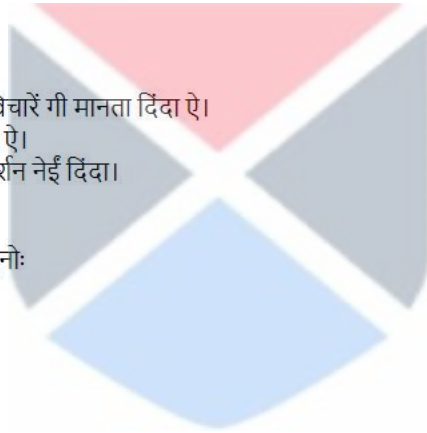 विचारें गी मानता दिंदा ऐ।
ऐ।
र्शन नेईं दिंदा।
नोः